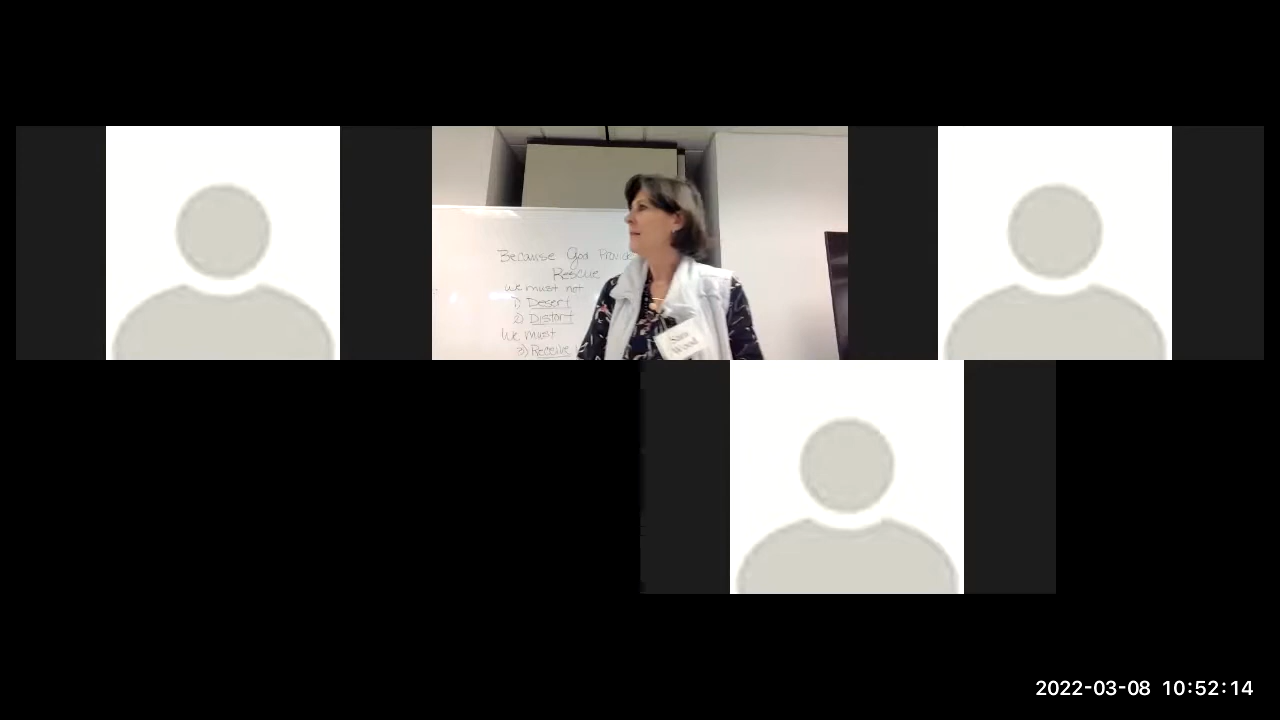 Because God Provide
Rescue
we must not
1) Desert
2) Distort
We must
3) Receive
2022-03-08 10:52:14